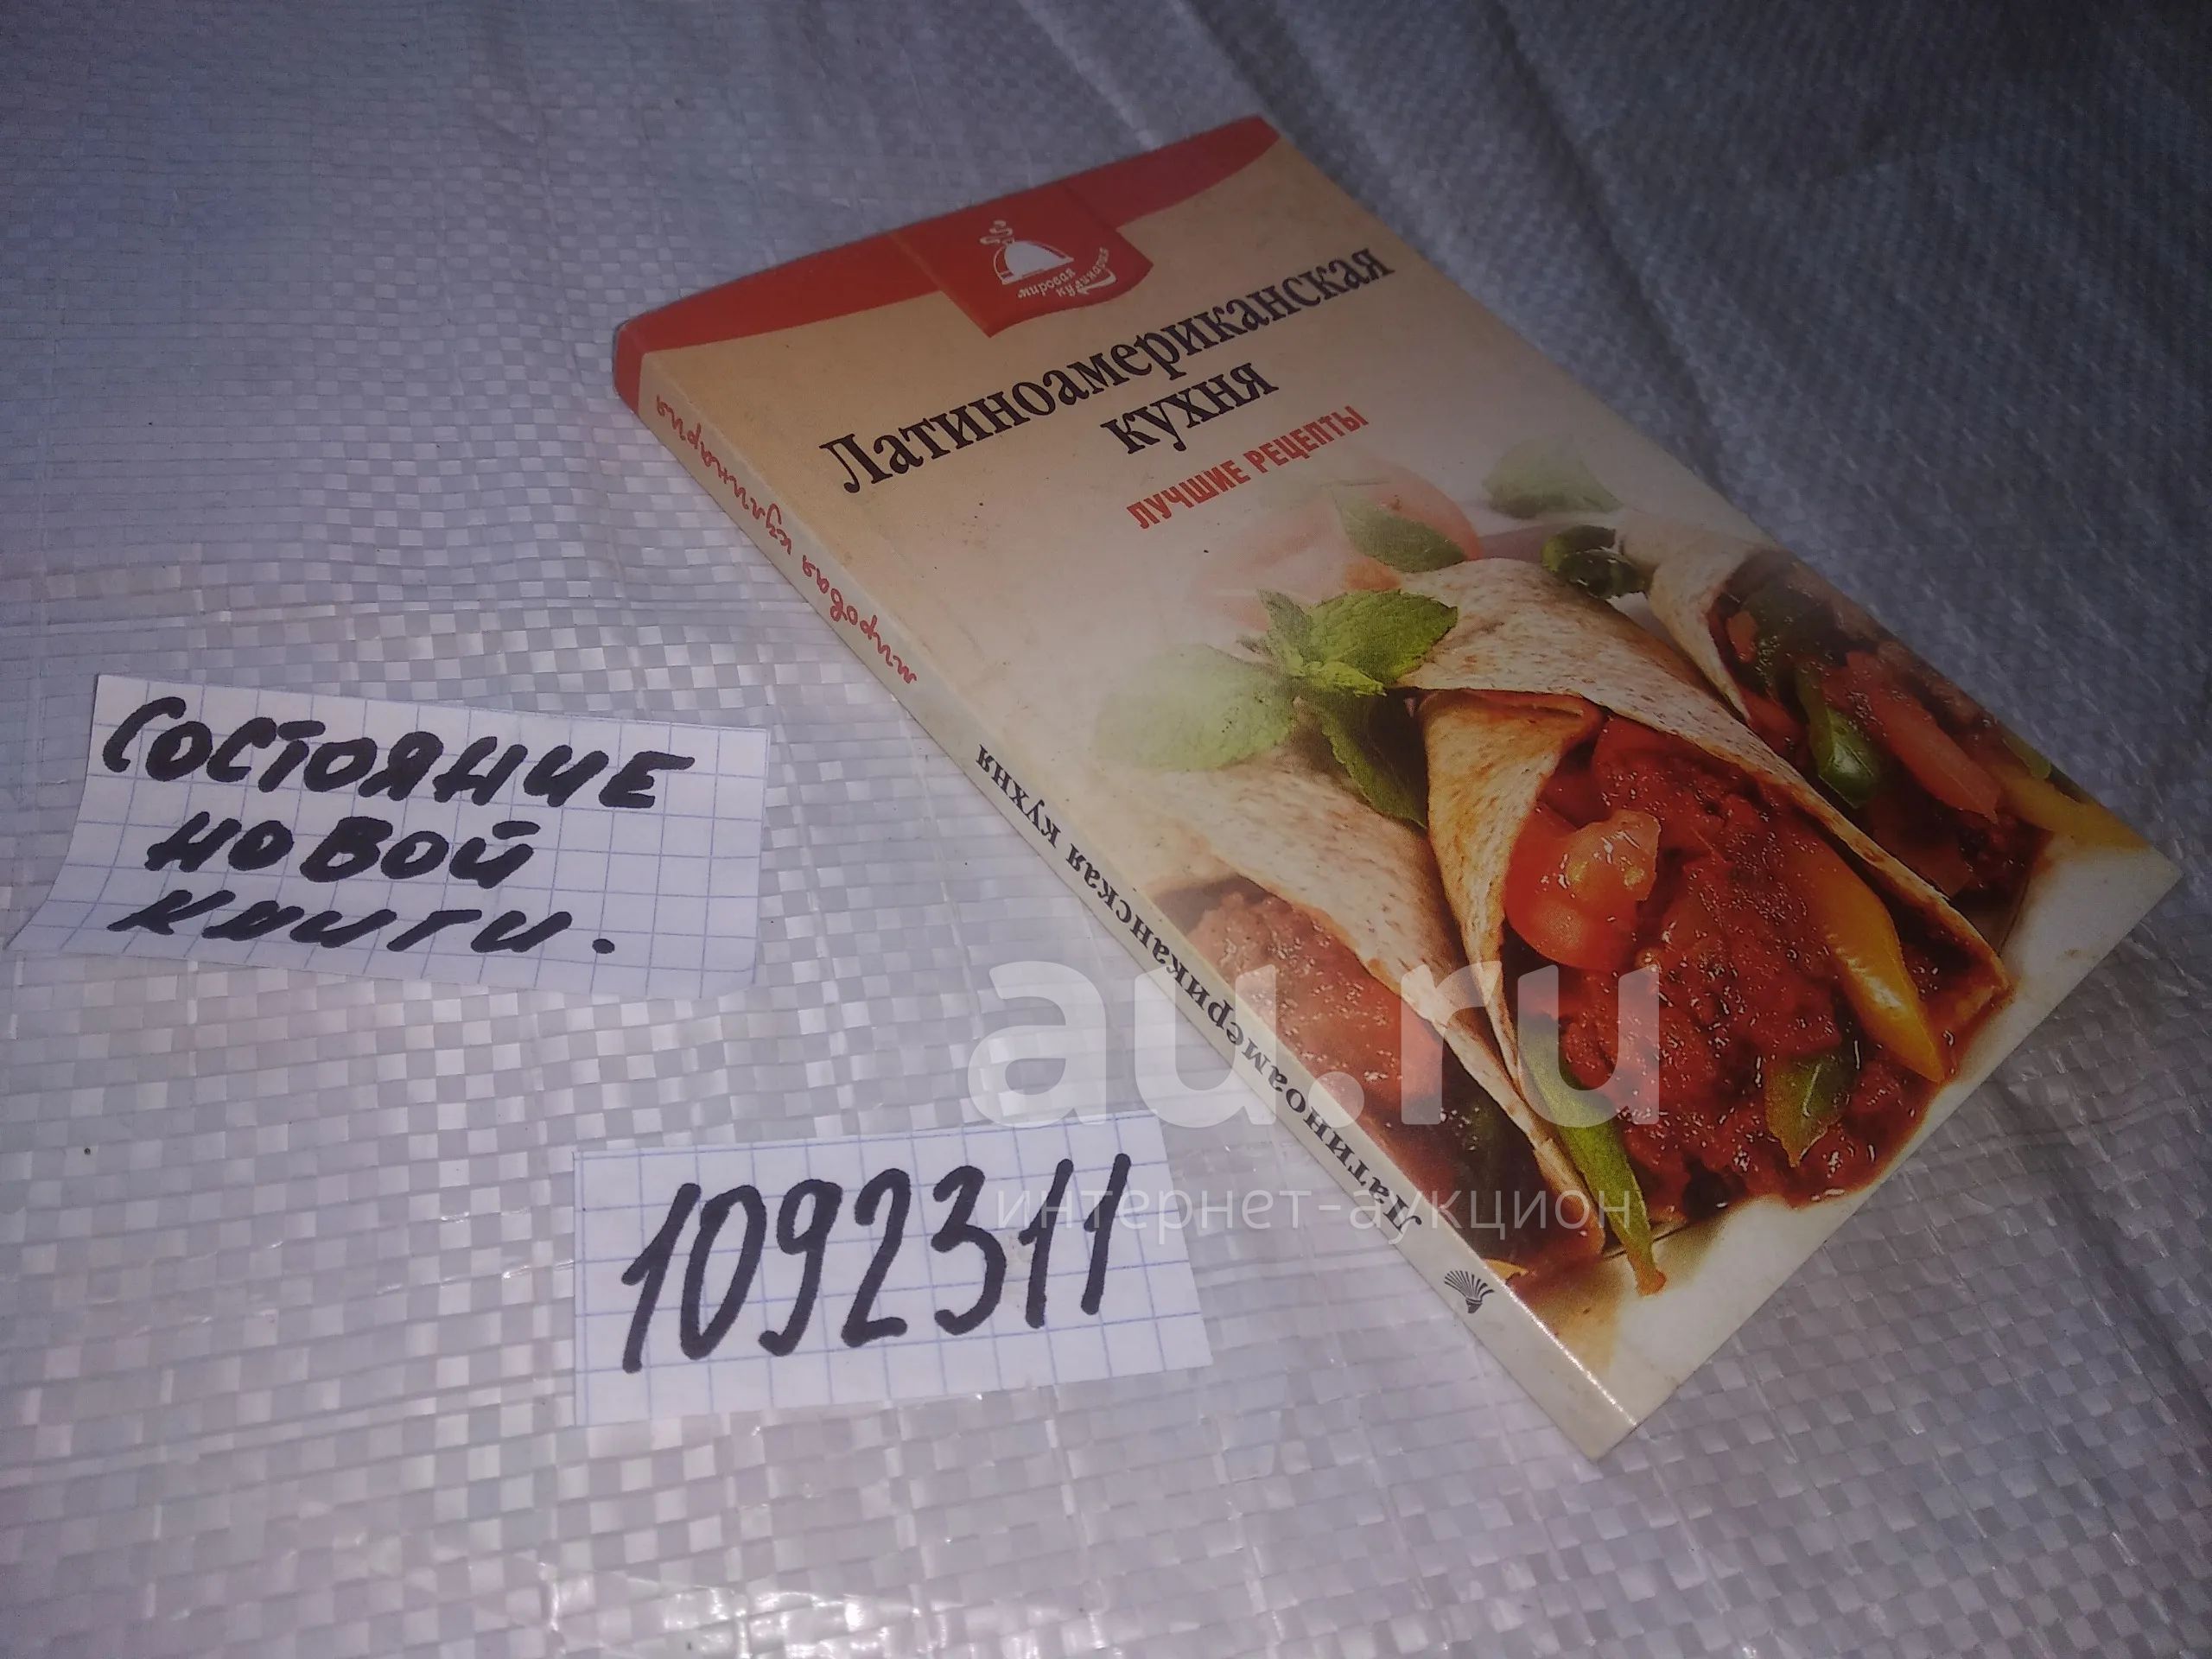 мировая
кулинария
Латиноамериканская
кухня
ЛУЧШИЕ РЕЦЕПТЫ
мировая кулинария
Латиноамериканская кухня
СОСТОЯНИЕ
НОВОЙ
КНИГИ.
1092311
au.ru
интернет-аукцион